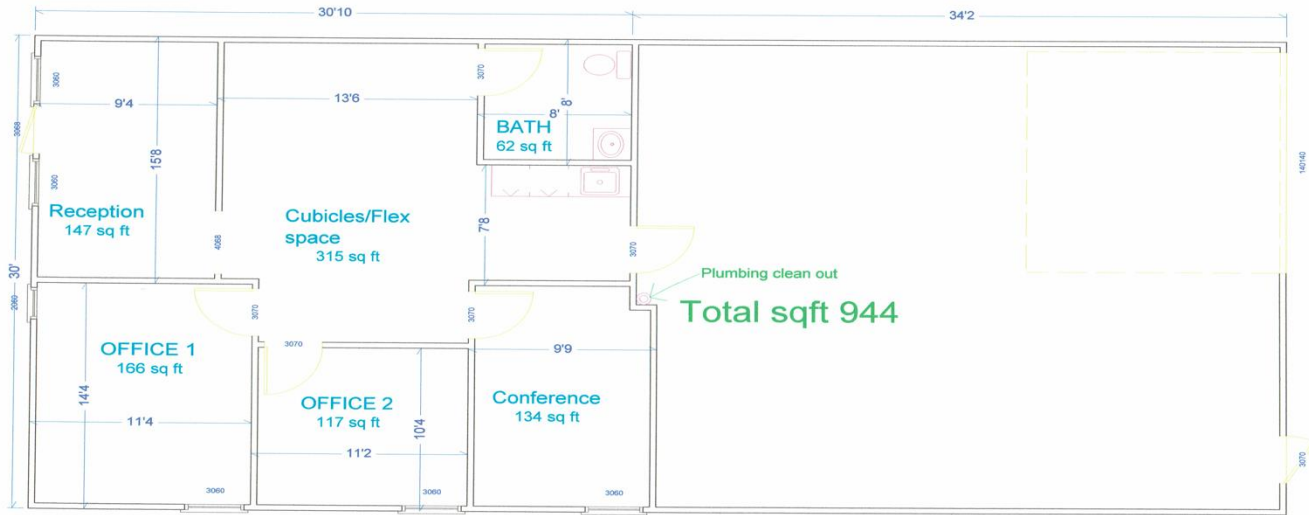 30'10
34'2
3060
9'4
13'6
3070
8'
8'
BATH
62 sq ft
3068
15'8
140140
3060
Reception
147 sq ft
Cubicles/Flex
space
315 sq ft
7'8
4068
3070
30'
Plumbing clean out
Total sqft 944
2060
3070
3070
3070
OFFICE 1
166 sq ft
9'9
14'4
11'4
OFFICE 2
117 sq ft
10'4
11'2
Conference
134 sq ft
3070
3060
3060
3060